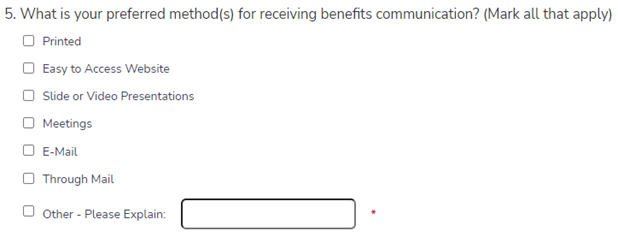 5. What is your preferred method(s) for receiving benefits communication? (Mark all that apply)
Printed
Easy to Access Website
Slide or Video Presentations
Meetings
E-Mail
Through Mail
Other - Please Explain: *